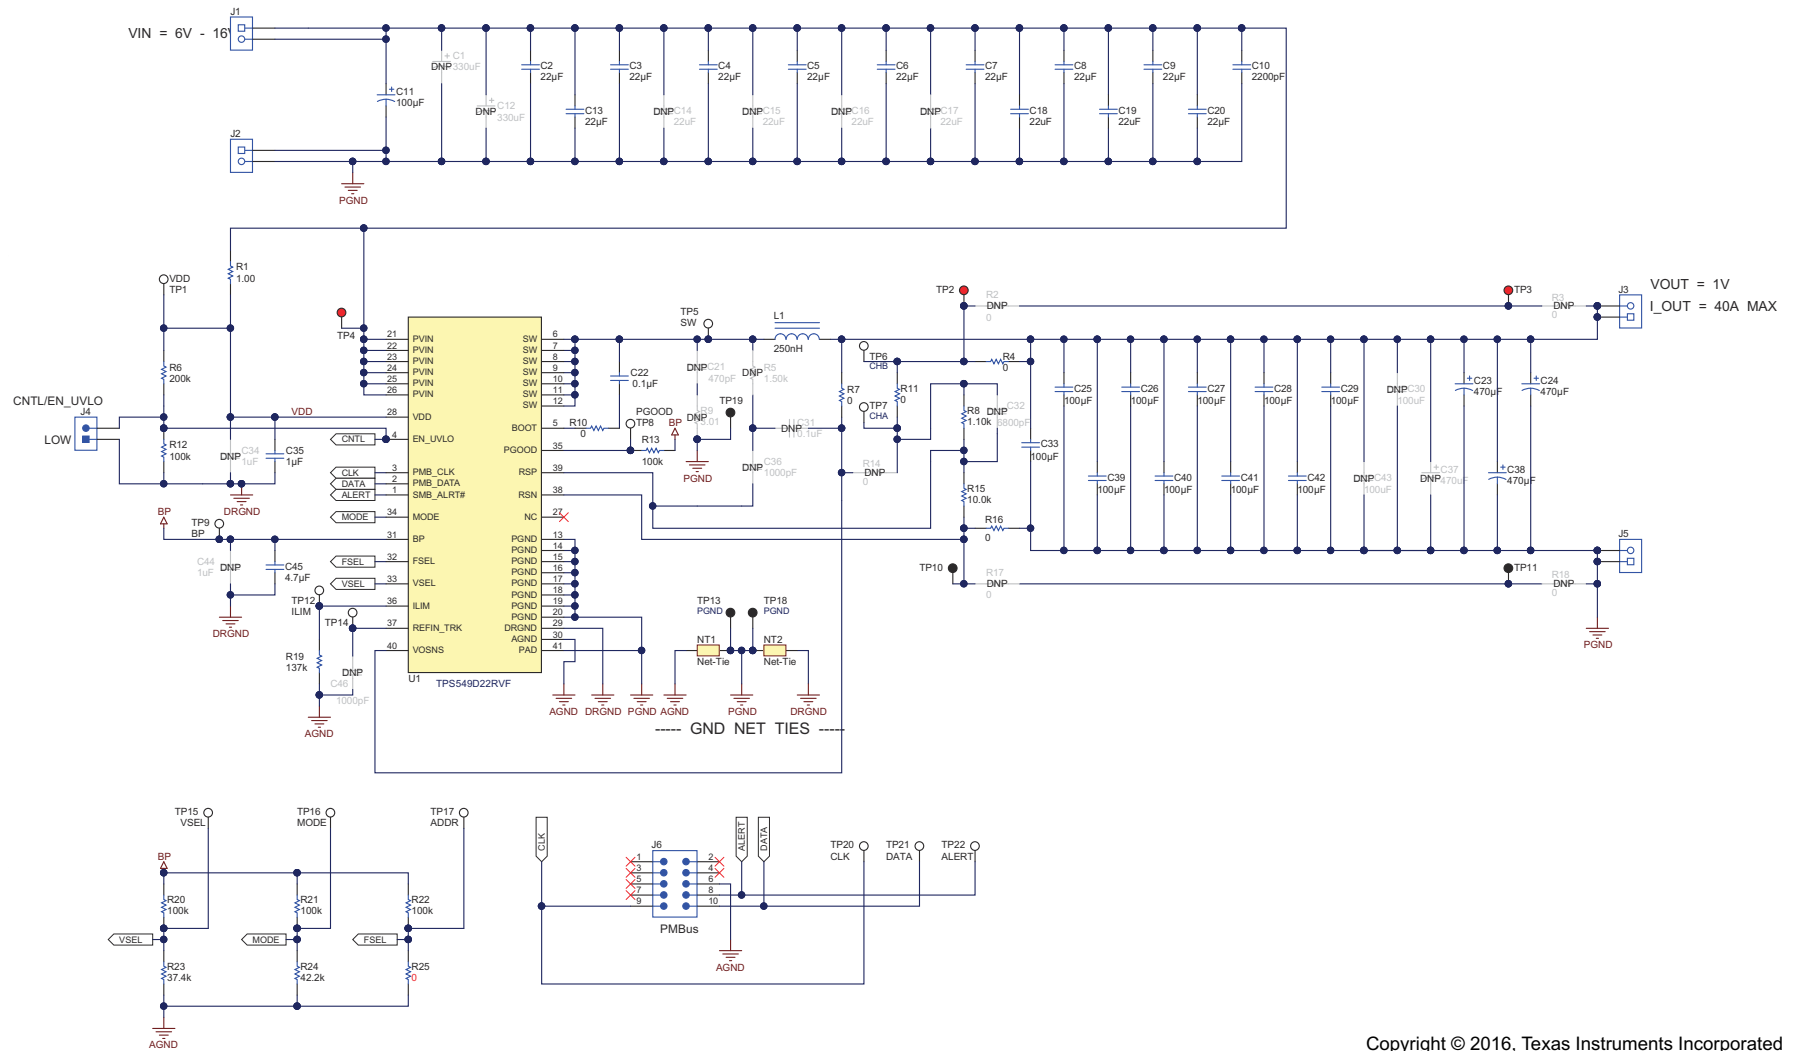 J1
VIN = 6V - 16V
C11
100µF
DNP
C1
330uF
DNP
C12
330uF
C2
22µF
C13
22µF
C3
22µF
DNP
C14
22uF
C4
22µF
DNP
C15
22uF
C5
22µF
DNP
C16
22uF
C6
22µF
DNP
C17
22uF
C7
22µF
C18
22uF
C8
22µF
C19
22uF
C9
22µF
C20
22µF
C10
2200pF
J2
PGND
VDD
TP1
R1
1.00
R6
200k
CNTL/EN_UVLO
J4
LOW
R12
100k
VDD
DNP
C34
1uF
C35
1µF
DRGND
TP4
CNTL
CLK
DATA
ALERT
MODE
FSEL
VSEL
BP
TP9
BP
C44
1uF
DNP
C45
4.7µF
DRGND
TP12
ILIM
TP14
R19
137k
DNP
C46
1000pF
AGND
21 PVIN
22 PVIN
23 PVIN
24 PVIN
25 PVIN
26 PVIN
28 VDD
4 EN_UVLO
3 PMB_CLK
2 PMB_DATA
1 SMB_ALRT#
34 MODE
31 BP
32 FSEL
33 VSEL
36 ILIM
37 REFIN_TRK
40 VOSNS
SW 6
SW 7
SW 8
SW 9
SW 10
SW 11
SW 12
BOOT 5
PGOOD 35
RSP 39
RSN 38
NC 27
PGND 13
PGND 14
PGND 15
PGND 16
PGND 17
PGND 18
PGND 19
PGND 20
DRGND 29
AGND 30
PAD 41
U1
TPS549D22RVF
C22
0.1µF
R10
0
PGOOD
TP8
R13
100k
BP
TP5
SW
DNP
C21
470pF
DNP
R9
3.01
TP19
PGND
L1
250nH
DNP
R5
1.50k
DNP
C31
0.1uF
DNP
C36
1000pF
R7
0
TP6
CHB
TP7
CHA
R11
0
R14
DNP
0
TP2
R2
DNP
0
R4
0
R8
1.10k
DNP
C32
6800pF
R15
10.0k
R16
0
C33
100µF
TP10
R17
DNP
0
C25
100µF
C39
100µF
C26
100µF
C40
100µF
C27
100µF
C41
100µF
C28
100µF
C42
100µF
C29
100µF
DNP
C43
100uF
DNP
C30
100uF
DNP
C37
470uF
C23
470µF
C38
470µF
C24
470µF
TP3
R3
DNP
0
J3
VOUT = 1V
I_OUT = 40A MAX
J5
TP11
R18
DNP
0
PGND
AGND
DRGND
PGND
TP13
PGND
TP18
PGND
NT1
Net-Tie
NT2
Net-Tie
AGND
PGND
DRGND
----- GND NET TIES -----
TP15
VSEL
TP16
MODE
TP17
ADDR
BP
R20
100k
R21
100k
R22
100k
VSEL
MODE
FSEL
R23
37.4k
R24
42.2k
R25
0
AGND
CLK
ALERT
DATA
J6
1
3
5
7
9
2
4
6
8
10
PMBus
AGND
TP20
CLK
TP21
DATA
TP22
ALERT
Copyright © 2016, Texas Instruments Incorporated